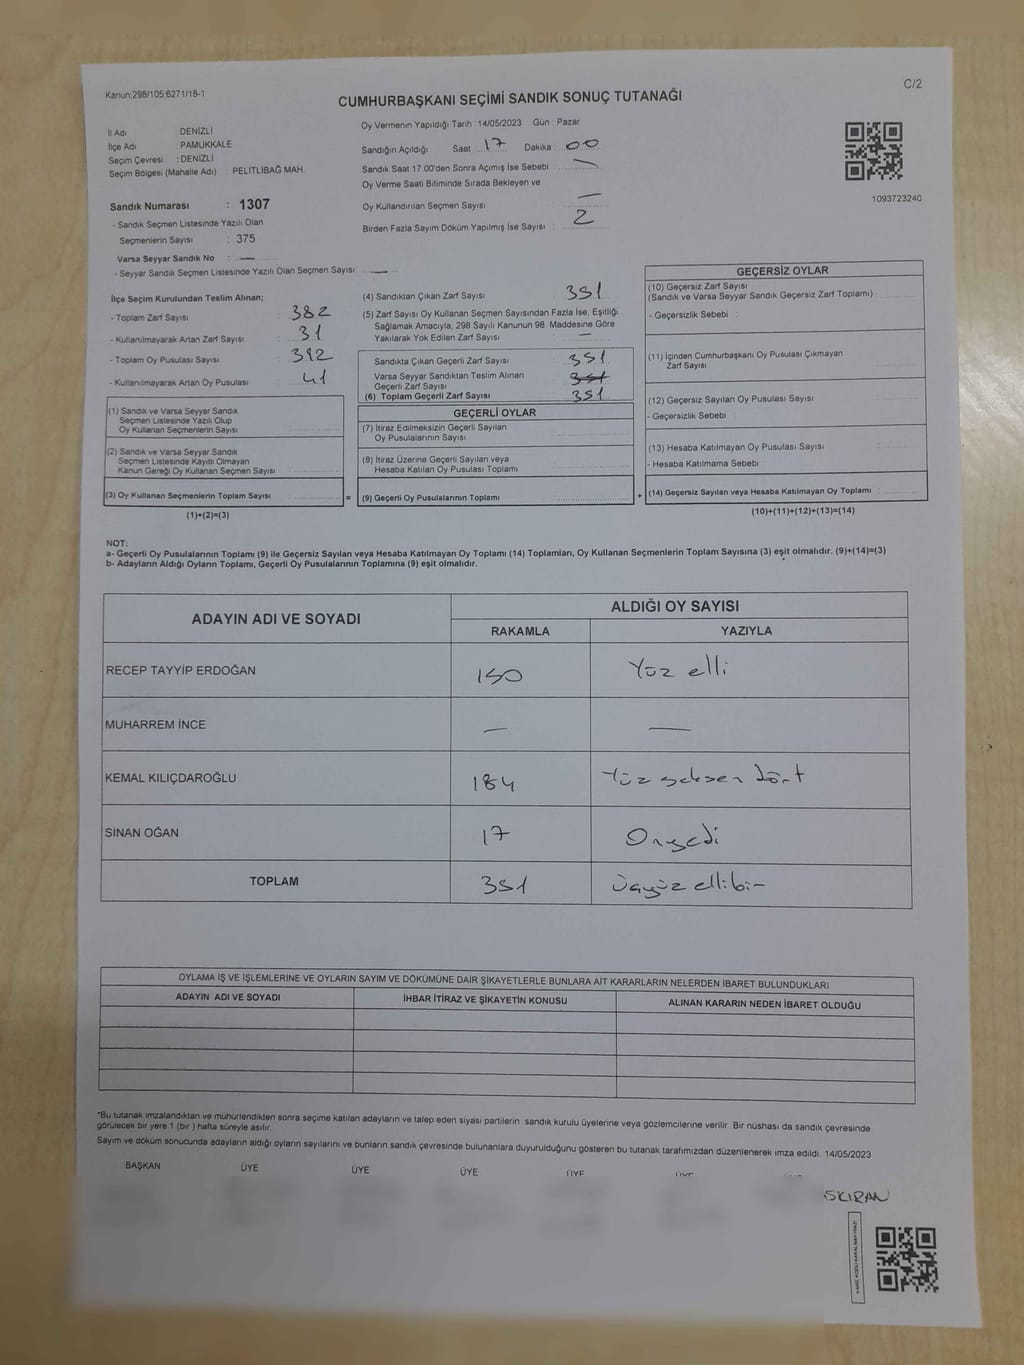 Kanun:298/105;6271/18-1
C/2
CUMHURBAŞKANI SEÇİMİ SANDIK SONUÇ TUTANAĞI
İl Adı : DENİZLİ
İlçe Adı : PAMUKKALE
Seçim Çevresi : DENİZLİ
Seçim Bölgesi (Mahalle Adı) : PELİTLİBAĞ MAH.
Sandık Numarası : 1307
- Sandık Seçmen Listesinde Yazılı Olan
Seçmenlerin Sayısı : 375
Varsa Seyyar Sandık No : —
- Seyyar Sandık Seçmen Listesinde Yazılı Olan Seçmen Sayısı: —
Oy Vermenin Yapıldığı Tarih : 14/05/2023 Gün : Pazar
Sandığın Açıldığı Saat : 17 Dakika : 00
Sandık Saat 17:00'den Sonra Açımış İse Sebebi : —
Oy Verme Saati Bitiminde Sırada Bekleyen ve
Oy Kullandırılan Seçmen Sayısı : —
Birden Fazla Sayım Döküm Yapılmış İse Sayısı : 2
1093723240
İlçe Seçim Kurulundan Teslim Alınan;
- Toplam Zarf Sayısı : 382
- Kullanılmayarak Artan Zarf Sayısı : 31
- Toplam Oy Pusulası Sayısı : 392
- Kullanılmayarak Artan Oy Pusulası : 41
(1) Sandık ve Varsa Seyyar Sandık
Seçmen Listesinde Yazılı Olup
Oy Kullanan Seçmenlerin Sayısı :
(2) Sandık ve Varsa Seyyar Sandık
Seçmen Listesinde Kayıtlı Olmayan
Kanun Gereği Oy Kullanan Seçmen Sayısı :
(3) Oy Kullanan Seçmenlerin Toplam Sayısı :
(1)+(2)=(3)
(4) Sandıktan Çıkan Zarf Sayısı : 351
(5) Zarf Sayısı Oy Kullanan Seçmen Sayısından Fazla İse, Eşitliği
Sağlamak Amacıyla; 298 Sayılı Kanunun 98. Maddesine Göre
Yakılarak Yok Edilen Zarf Sayısı : —
Sandıkta Çıkan Geçerli Zarf Sayısı : 351
Varsa Seyyar Sandıktan Teslim Alınan
Geçerli Zarf Sayısı : 351
(6) Toplam Geçerli Zarf Sayısı : 351
GEÇERLİ OYLAR
(7) İtiraz Edilmeksizin Geçerli Sayılan
Oy Pusulalarının Sayısı :
(8) İtiraz Üzerine Geçerli Sayılan veya
Hesaba Katılan Oy Pusulası Toplamı :
= (9) Geçerli Oy Pusulalarının Toplamı :
GEÇERSİZ OYLAR
(10) Geçersiz Zarf Sayısı
(Sandık ve Varsa Seyyar Sandık Geçersiz Zarf Toplamı) :
- Geçersizlik Sebebi :
(11) İçinden Cumhurbaşkanı Oy Pusulası Çıkmayan
Zarf Sayısı :
(12) Geçersiz Sayılan Oy Pusulası Sayısı :
- Geçersizlik Sebebi :
(13) Hesaba Katılmayan Oy Pusulası Sayısı :
- Hesaba Katılmama Sebebi :
+ (14) Geçersiz Sayılan veya Hesaba Katılmayan Oy Toplamı :
(10)+(11)+(12)+(13)=(14)
NOT:
a- Geçerli Oy Pusulalarının Toplamı (9) ile Geçersiz Sayılan veya Hesaba Katılmayan Oy Toplamı (14) Toplamları, Oy Kullanan Seçmenlerin Toplam Sayısına (3) eşit olmalıdır. (9)+(14)=(3)
b- Adayların Aldığı Oyların Toplamı, Geçerli Oy Pusulalarının Toplamına (9) eşit olmalıdır.
ADAYIN ADI VE SOYADI
ALDIĞI OY SAYISI
RAKAMLA YAZIYLA
RECEP TAYYİP ERDOĞAN 150 Yüz elli
MUHARREM İNCE — —
KEMAL KILIÇDAROĞLU 184 Yüz seksen dört
SİNAN OĞAN 17 Onyedi
TOPLAM 351 Üçyüz ellibir
OYLAMA İŞ VE İŞLEMLERİNE VE OYLARIN SAYIM VE DÖKÜMÜNE DAİR ŞİKAYETLERLE BUNLARA AİT KARARLARIN NELERDEN İBARET BULUNDUKLARI
ADAYIN ADI VE SOYADI İHBAR İTİRAZ VE ŞİKAYETİN KONUSU ALINAN KARARIN NEDEN İBARET OLDUĞU
*Bu tutanak imzalandıktan ve mühürlendikten sonra seçime katılan adayların ve talep eden siyasi partilerin sandık kurulu üyelerine veya gözlemcilerine verilir. Bir nüshası da sandık çevresinde
görülecek bir yere 1 (bir ) hafta süreyle asılır.
Sayım ve döküm sonucunda adayların aldığı oyların sayılarını ve bunların sandık çevresinde bulunanlara duyurulduğunu gösteren bu tutanak tarafımızdan düzenlenerek imza edildi. 14/05/2023
BAŞKAN ÜYE ÜYE ÜYE ÜYE ÜYE
SKIRAN